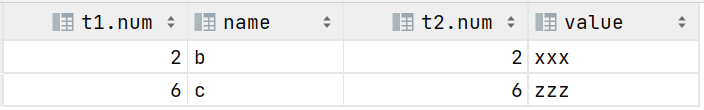 t1.num name t2.num value
2 b 2 xxx
6 c 6 zzz